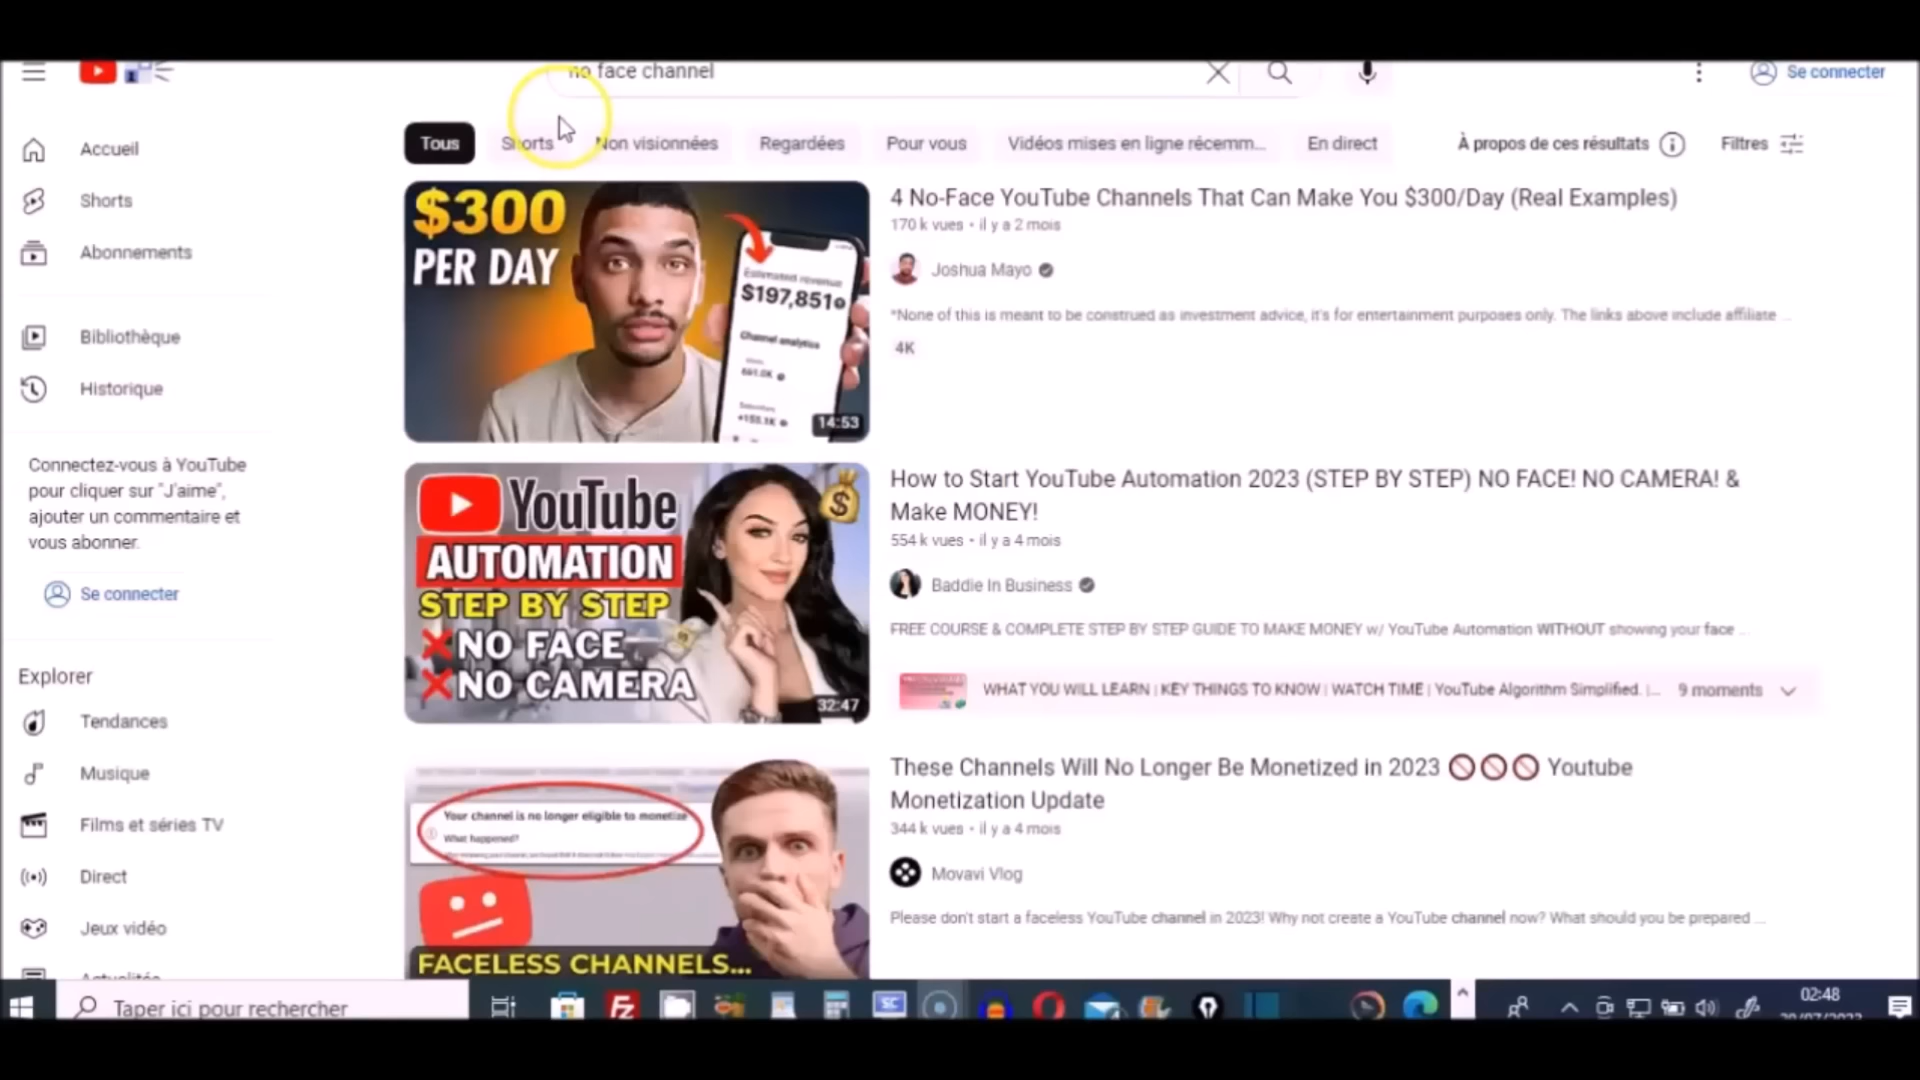 no face channel
Se connecter
Tous
Shorts
Non visionnées
Regardées
Pour vous
Vidéos mises en ligne récemm...
En direct
À propos de ces résultats
Filtres
Accueil
Shorts
Abonnements
Bibliothèque
Historique
Connectez-vous à YouTube
pour cliquer sur "J'aime",
ajouter un commentaire et
vous abonner.
Se connecter
Explorer
Tendances
Musique
Films et séries TV
Direct
Jeux vidéo
Actualités
$300
PER DAY
Estimated revenue
$197,851
Channel analytics
14:53
4 No-Face YouTube Channels That Can Make You $300/Day (Real Examples)
170 k vues • il y a 2 mois
Joshua Mayo
*None of this is meant to be construed as investment advice, it's for entertainment purposes only. The links above include affiliate ...
4K
YouTube
AUTOMATION
STEP BY STEP
NO FACE
NO CAMERA
32:47
How to Start YouTube Automation 2023 (STEP BY STEP) NO FACE! NO CAMERA! &
Make MONEY!
554 k vues • il y a 4 mois
Baddie In Business
FREE COURSE & COMPLETE STEP BY STEP GUIDE TO MAKE MONEY w/ YouTube Automation WITHOUT showing your face ...
WHAT YOU WILL LEARN | KEY THINGS TO KNOW | WATCH TIME | YouTube Algorithm Simplified. |...
9 moments
Your channel is no longer eligible to monetize
What happened?
FACELESS CHANNELS...
These Channels Will No Longer Be Monetized in 2023 🚫🚫🚫 Youtube
Monetization Update
344 k vues • il y a 4 mois
Movavi Vlog
Please don't start a faceless YouTube channel in 2023! Why not create a YouTube channel now? What should you be prepared ...
Taper ici pour rechercher
SC
02:48